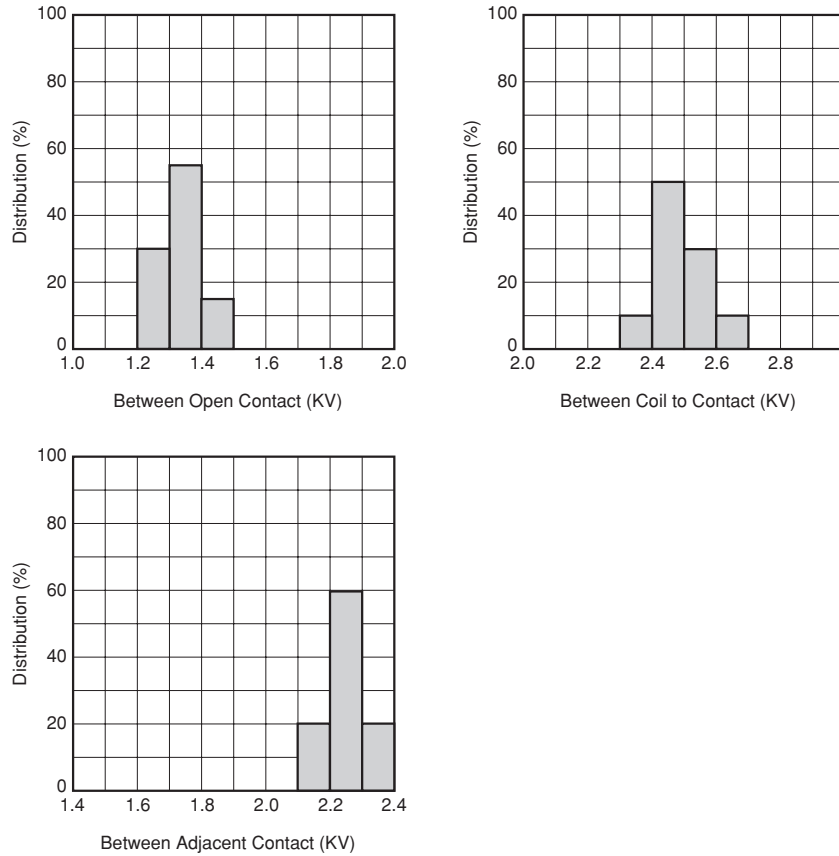 100
80
60
40
20
0
Distribution (%)
1.0 1.2 1.4 1.6 1.8 2.0
Between Open Contact (KV)
100
80
60
40
20
0
Distribution (%)
2.0 2.2 2.4 2.6 2.8
Between Coil to Contact (KV)
100
80
60
40
20
0
Distribution (%)
1.4 1.6 1.8 2.0 2.2 2.4
Between Adjacent Contact (KV)